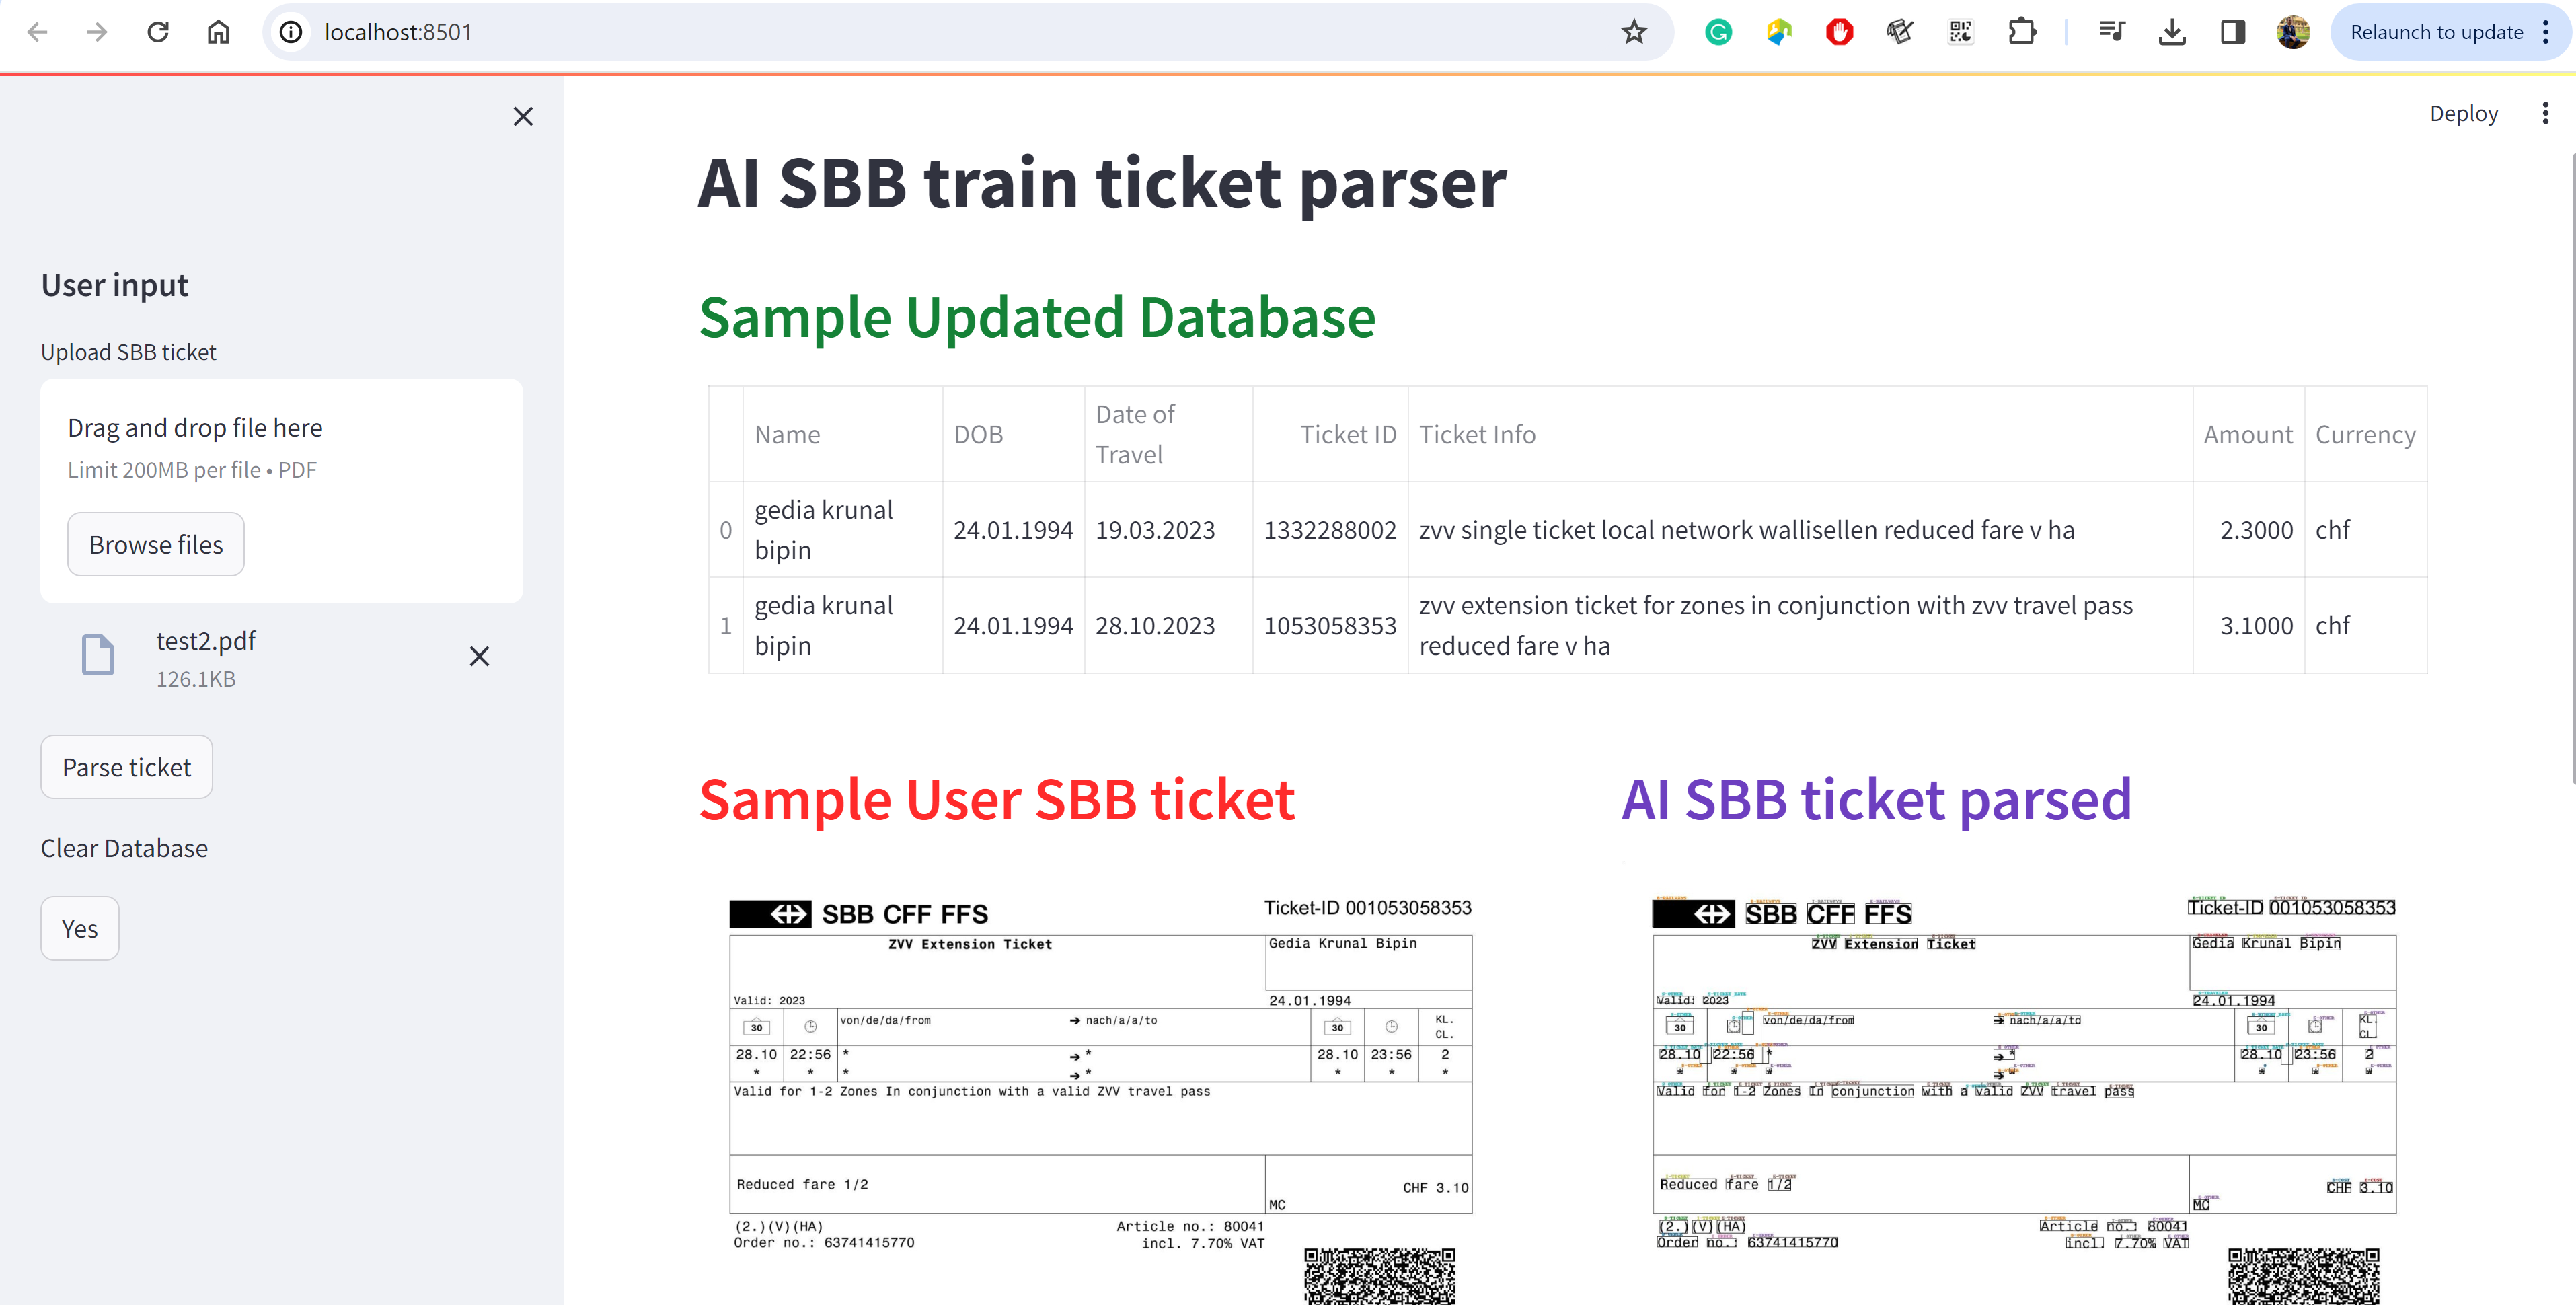 localhost:8501
Relaunch to update
Deploy
User input
Upload SBB ticket
Drag and drop file here
Limit 200MB per file • PDF
Browse files
test2.pdf
126.1KB
Parse ticket
Clear Database
Yes
AI SBB train ticket parser
Sample Updated Database
Name DOB Date of Travel Ticket ID Ticket Info Amount Currency
0 gedia krunal bipin 24.01.1994 19.03.2023 1332288002 zvv single ticket local network wallisellen reduced fare v ha 2.3000 chf
1 gedia krunal bipin 24.01.1994 28.10.2023 1053058353 zvv extension ticket for zones in conjunction with zvv travel pass reduced fare v ha 3.1000 chf
Sample User SBB ticket
SBB CFF FFS
Ticket-ID 001053058353
ZVV Extension Ticket
Gedia Krunal Bipin
Valid: 2023
24.01.1994
30 von/de/da/from → nach/a/a/to 30 KL. CL.
28.10 22:56 * → * 28.10 23:56 2
* * * → * * * *
Valid for 1-2 Zones In conjunction with a valid ZVV travel pass
Reduced fare 1/2
CHF 3.10
MC
(2.)(V)(HA)
Article no.: 80041
Order no.: 63741415770
incl. 7.70% VAT
AI SBB ticket parsed
SBB CFF FFS
Ticket-ID 001053058353
ZVV Extension Ticket
Gedia Krunal Bipin
Valid: 2023
24.01.1994
30 von/de/da/from → nach/a/a/to 30 KL. CL.
28.10 22:56 * → * 28.10 23:56 2
* * * → * * * *
Valid for 1-2 Zones In conjunction with a valid ZVV travel pass
Reduced fare 1/2
CHF 3.10
MC
(2.)(V)(HA)
Article no.: 80041
Order no.: 63741415770
incl. 7.70% VAT